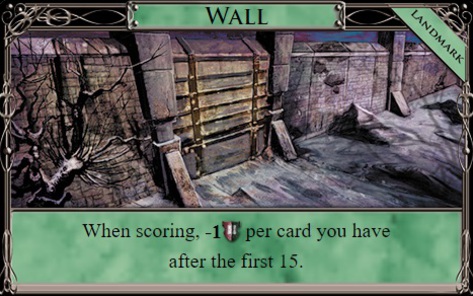 WALL
LANDMARK
When scoring, -1 per card you have
after the first 15.